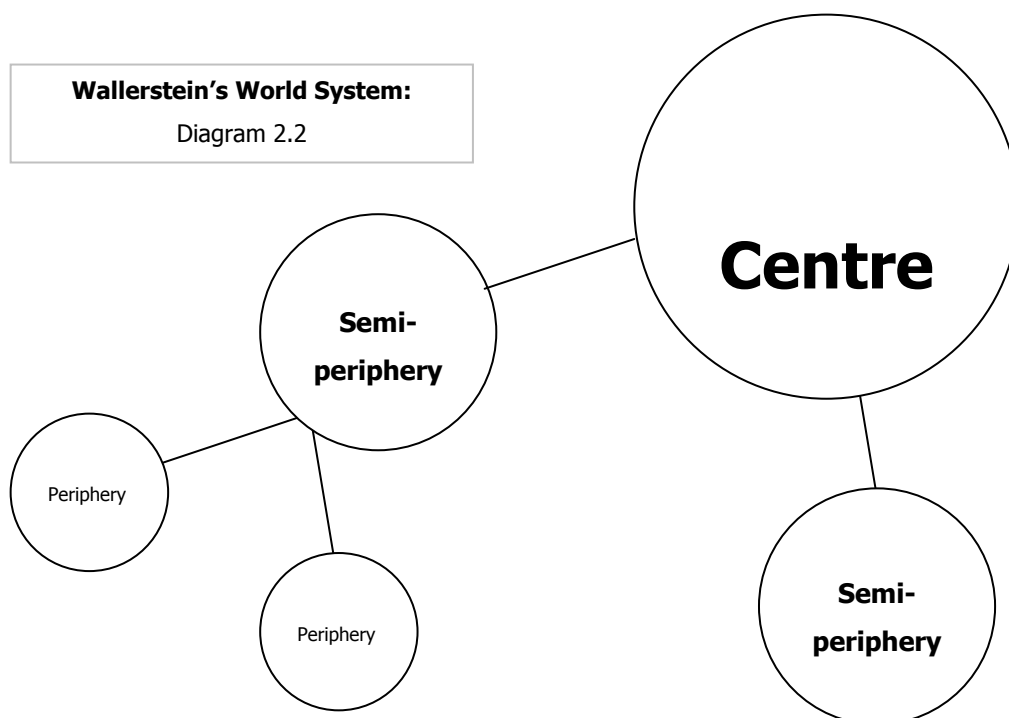 Wallerstein’s World System:
Diagram 2.2
Centre
Semi-
periphery
Periphery
Periphery
Semi-
periphery